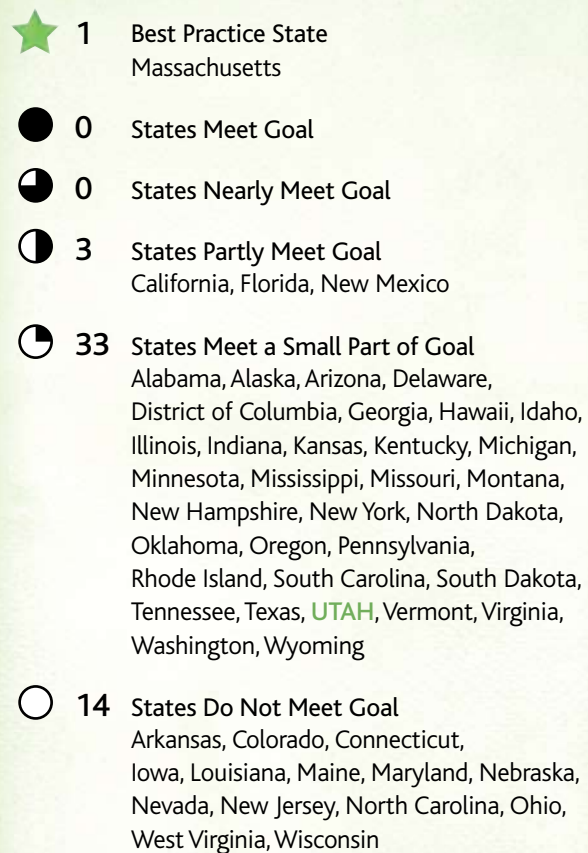 1 Best Practice State
Massachusetts
0 States Meet Goal
0 States Nearly Meet Goal
3 States Partly Meet Goal
California, Florida, New Mexico
33 States Meet a Small Part of Goal
Alabama, Alaska, Arizona, Delaware,
District of Columbia, Georgia, Hawaii, Idaho,
Illinois, Indiana, Kansas, Kentucky, Michigan,
Minnesota, Mississippi, Missouri, Montana,
New Hampshire, New York, North Dakota,
Oklahoma, Oregon, Pennsylvania,
Rhode Island, South Carolina, South Dakota,
Tennessee, Texas, UTAH, Vermont, Virginia,
Washington, Wyoming
14 States Do Not Meet Goal
Arkansas, Colorado, Connecticut,
Iowa, Louisiana, Maine, Maryland, Nebraska,
Nevada, New Jersey, North Carolina, Ohio,
West Virginia, Wisconsin